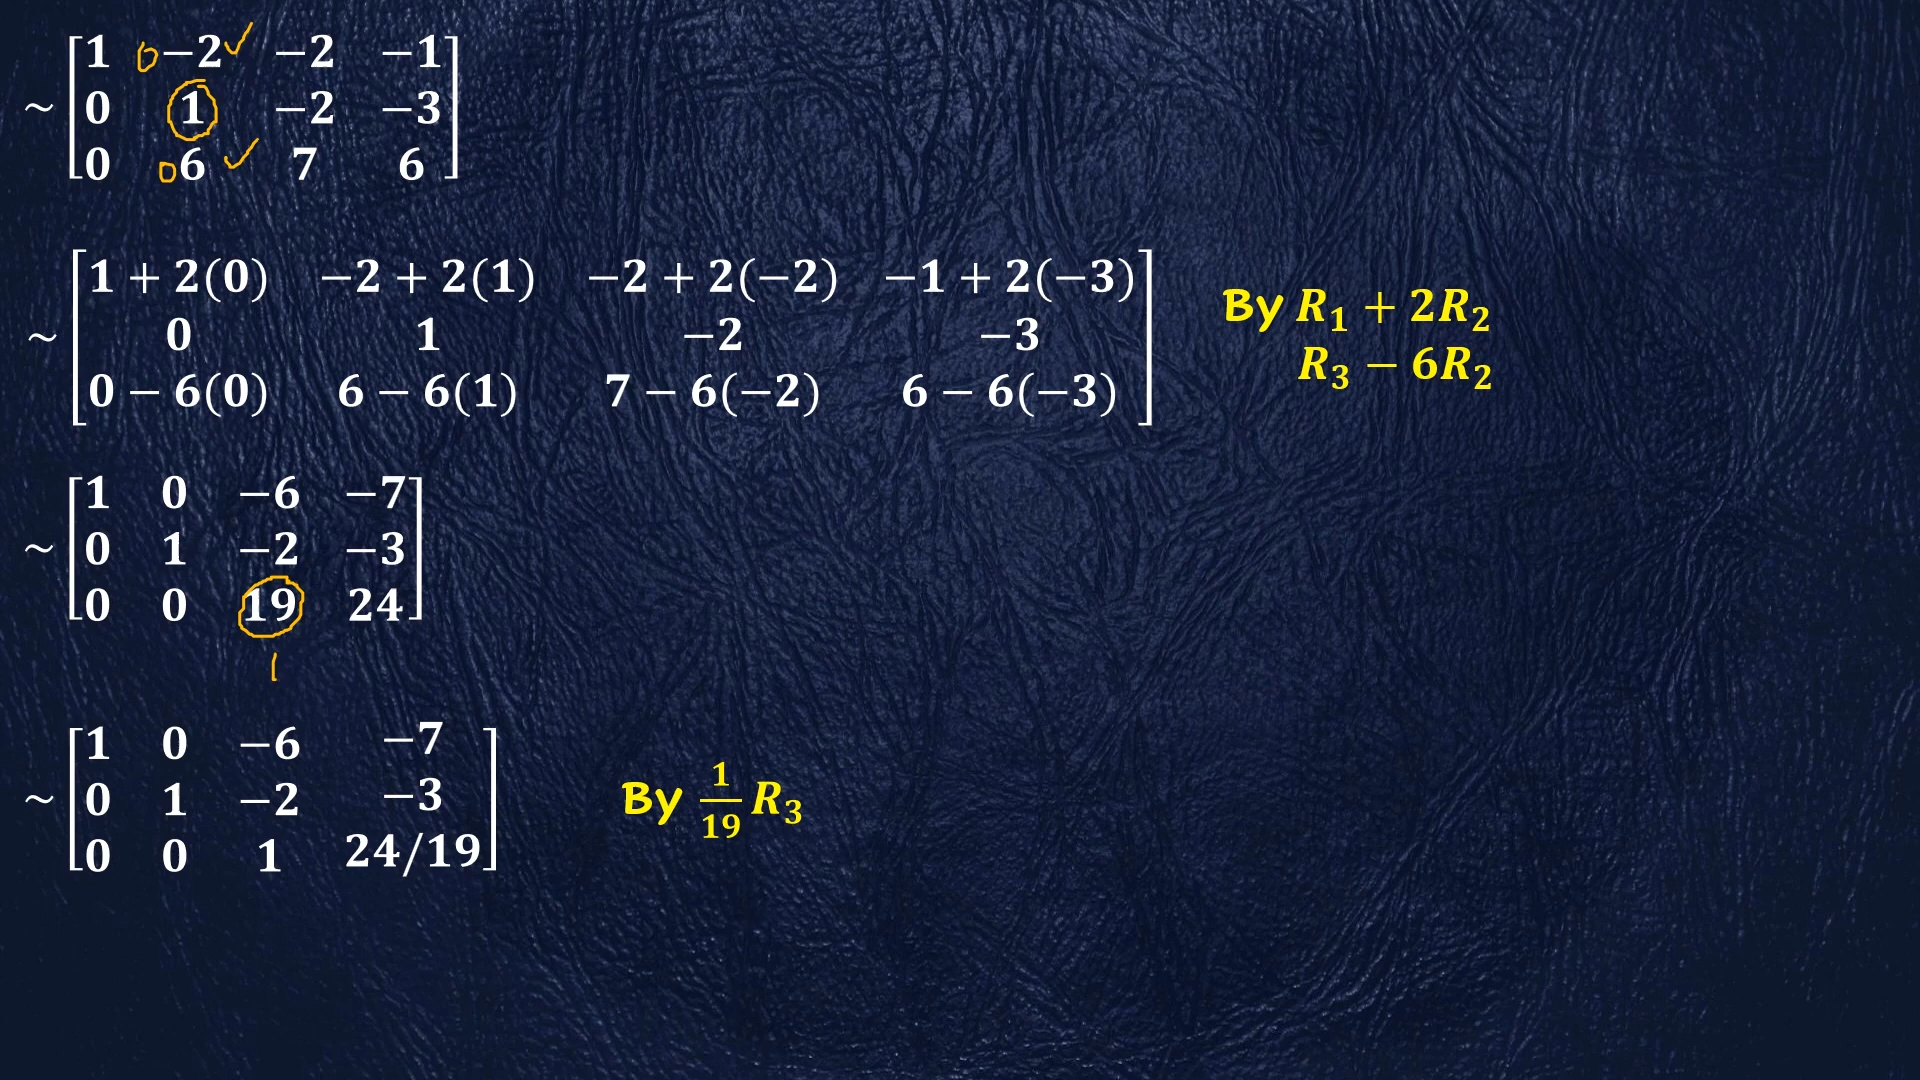 1 0 −2 ✓ −2 −1
∼ 0 1 −2 −3
0 0 6 ✓ 7 6
1 + 2(0) −2 + 2(1) −2 + 2(−2) −1 + 2(−3)
∼ 0 1 −2 −3
0 − 6(0) 6 − 6(1) 7 − 6(−2) 6 − 6(−3)
By R₁ + 2R₂
R₃ − 6R₂
1 0 −6 −7
∼ 0 1 −2 −3
0 0 19 24
1
1 0 −6 −7
∼ 0 1 −2 −3
0 0 1 24/19
By 1/19 R₃